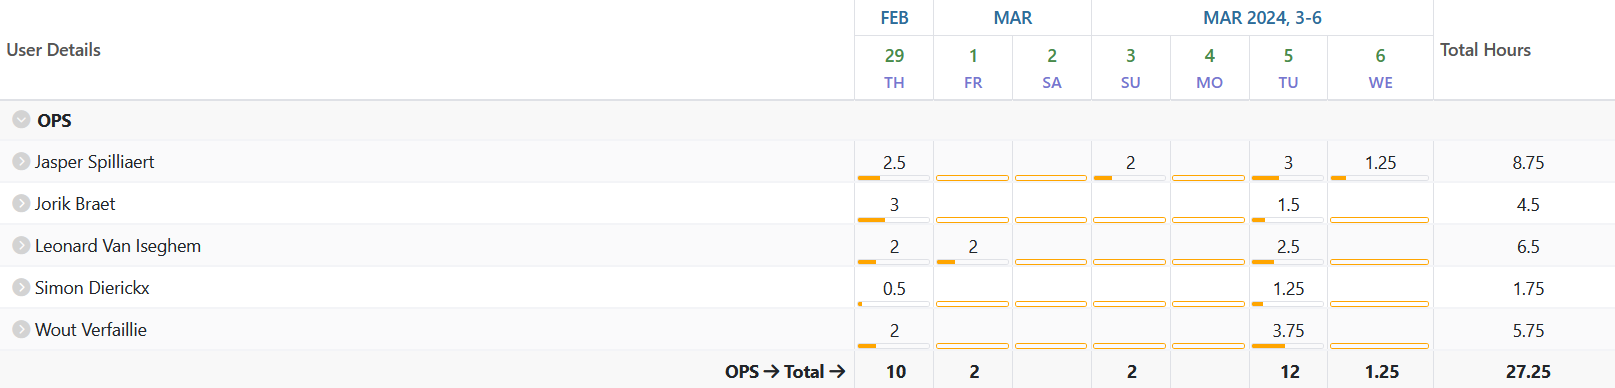 FEB MAR MAR 2024, 3-6
User Details Total Hours
29 1 2 3 4 5 6
TH FR SA SU MO TU WE
OPS
Jasper Spilliaert 2.5 2 3 1.25 8.75
Jorik Braet 3 1.5 4.5
Leonard Van Iseghem 2 2 2.5 6.5
Simon Dierickx 0.5 1.25 1.75
Wout Verfaillie 2 3.75 5.75
OPS → Total → 10 2 2 12 1.25 27.25